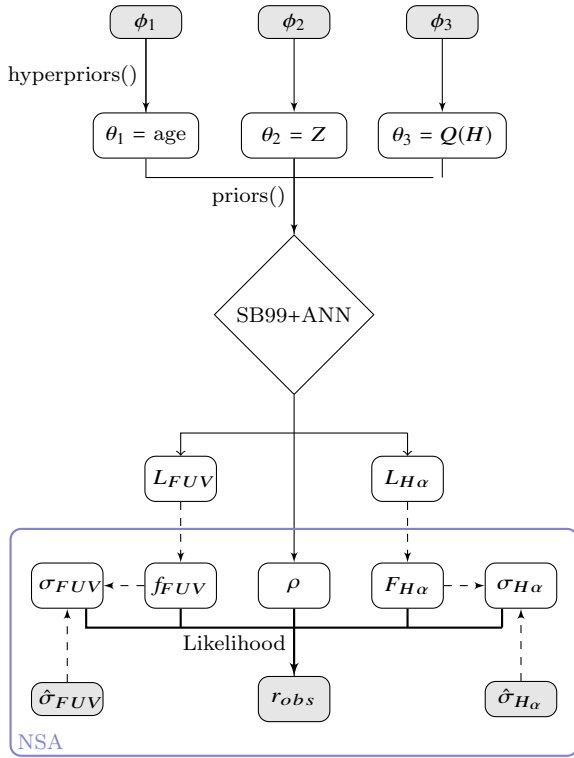 ϕ1 ϕ2 ϕ3
hyperpriors()
θ1 = age θ2 = Z θ3 = Q(H)
priors()
SB99+ANN
LFUV LHα
σFUV fFUV ρ FHα σHα
Likelihood
σ̂FUV robs σ̂Hα
NSA